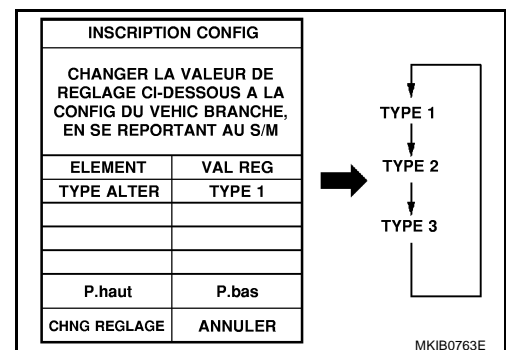 INSCRIPTION CONFIG
CHANGER LA VALEUR DE
REGLAGE CI-DESSOUS A LA
CONFIG DU VEHIC BRANCHE,
EN SE REPORTANT AU S/M
ELEMENT VAL REG
TYPE ALTER TYPE 1
P.haut P.bas
CHNG REGLAGE ANNULER
TYPE 1
TYPE 2
TYPE 3
MKIB0763E